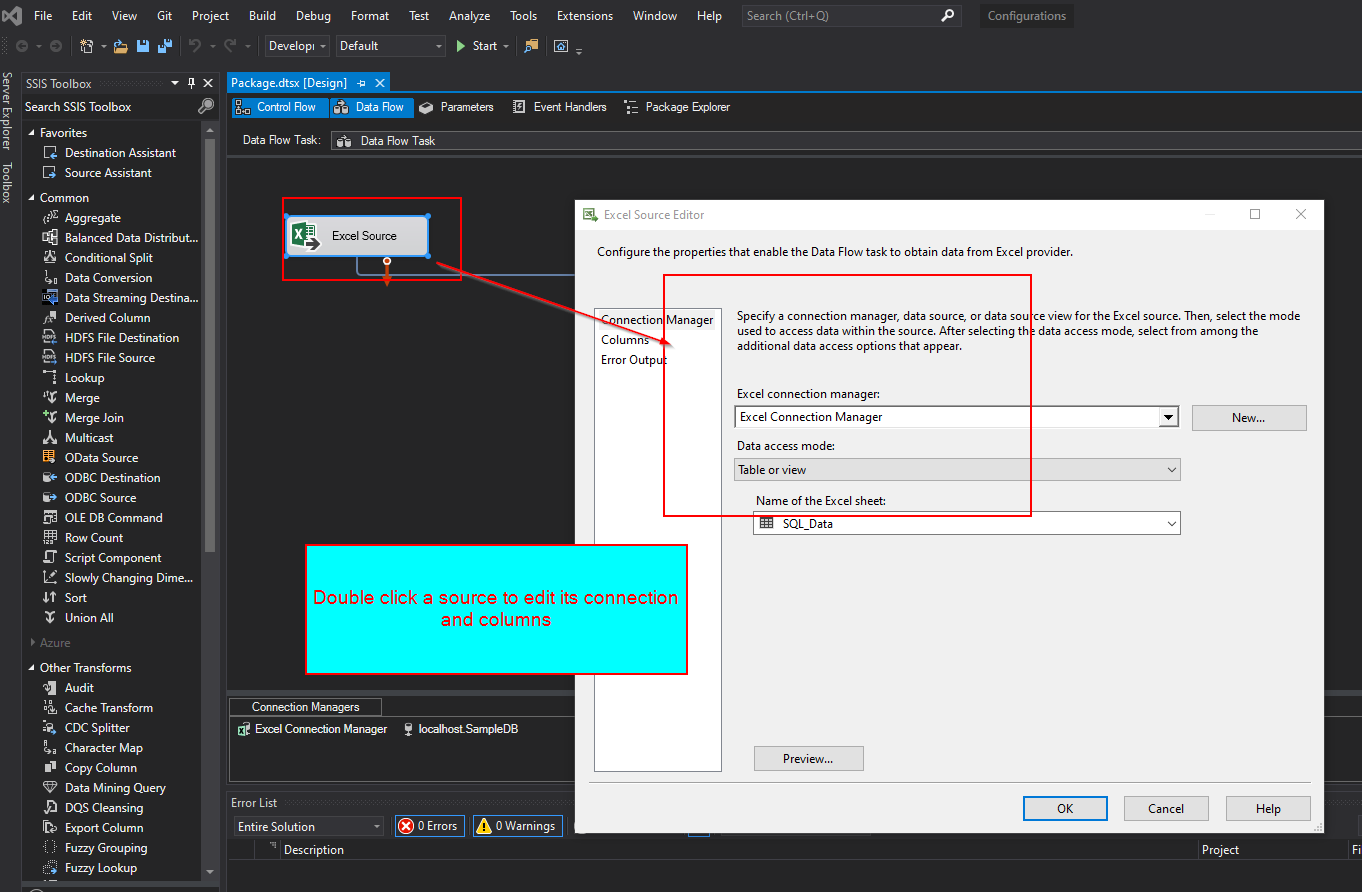 File Edit View Git Project Build Debug Format Test Analyze Tools Extensions Window Help Search (Ctrl+Q) Configurations
Developr Default Start
Server Explorer
Toolbox
SSIS Toolbox
Search SSIS Toolbox
Favorites
Destination Assistant
Source Assistant
Common
Aggregate
Balanced Data Distribut...
Conditional Split
Data Conversion
Data Streaming Destina...
Derived Column
HDFS File Destination
HDFS File Source
Lookup
Merge
Merge Join
Multicast
OData Source
ODBC Destination
ODBC Source
OLE DB Command
Row Count
Script Component
Slowly Changing Dime...
Sort
Union All
Azure
Other Transforms
Audit
Cache Transform
CDC Splitter
Character Map
Copy Column
Data Mining Query
DQS Cleansing
Export Column
Fuzzy Grouping
Fuzzy Lookup
Package.dtsx [Design]
Control Flow Data Flow Parameters Event Handlers Package Explorer
Data Flow Task: Data Flow Task
Excel Source
Excel Source Editor
Configure the properties that enable the Data Flow task to obtain data from Excel provider.
Connection Manager
Columns
Error Output
Specify a connection manager, data source, or data source view for the Excel source. Then, select the mode
used to access data within the source. After selecting the data access mode, select from among the
additional data access options that appear.
Excel connection manager:
Excel Connection Manager New...
Data access mode:
Table or view
Name of the Excel sheet:
SQL_Data
Preview...
OK Cancel Help
Double click a source to edit its connection
and columns
Connection Managers
Excel Connection Manager localhost.SampleDB
Error List
Entire Solution 0 Errors 0 Warnings
Description Project Fi